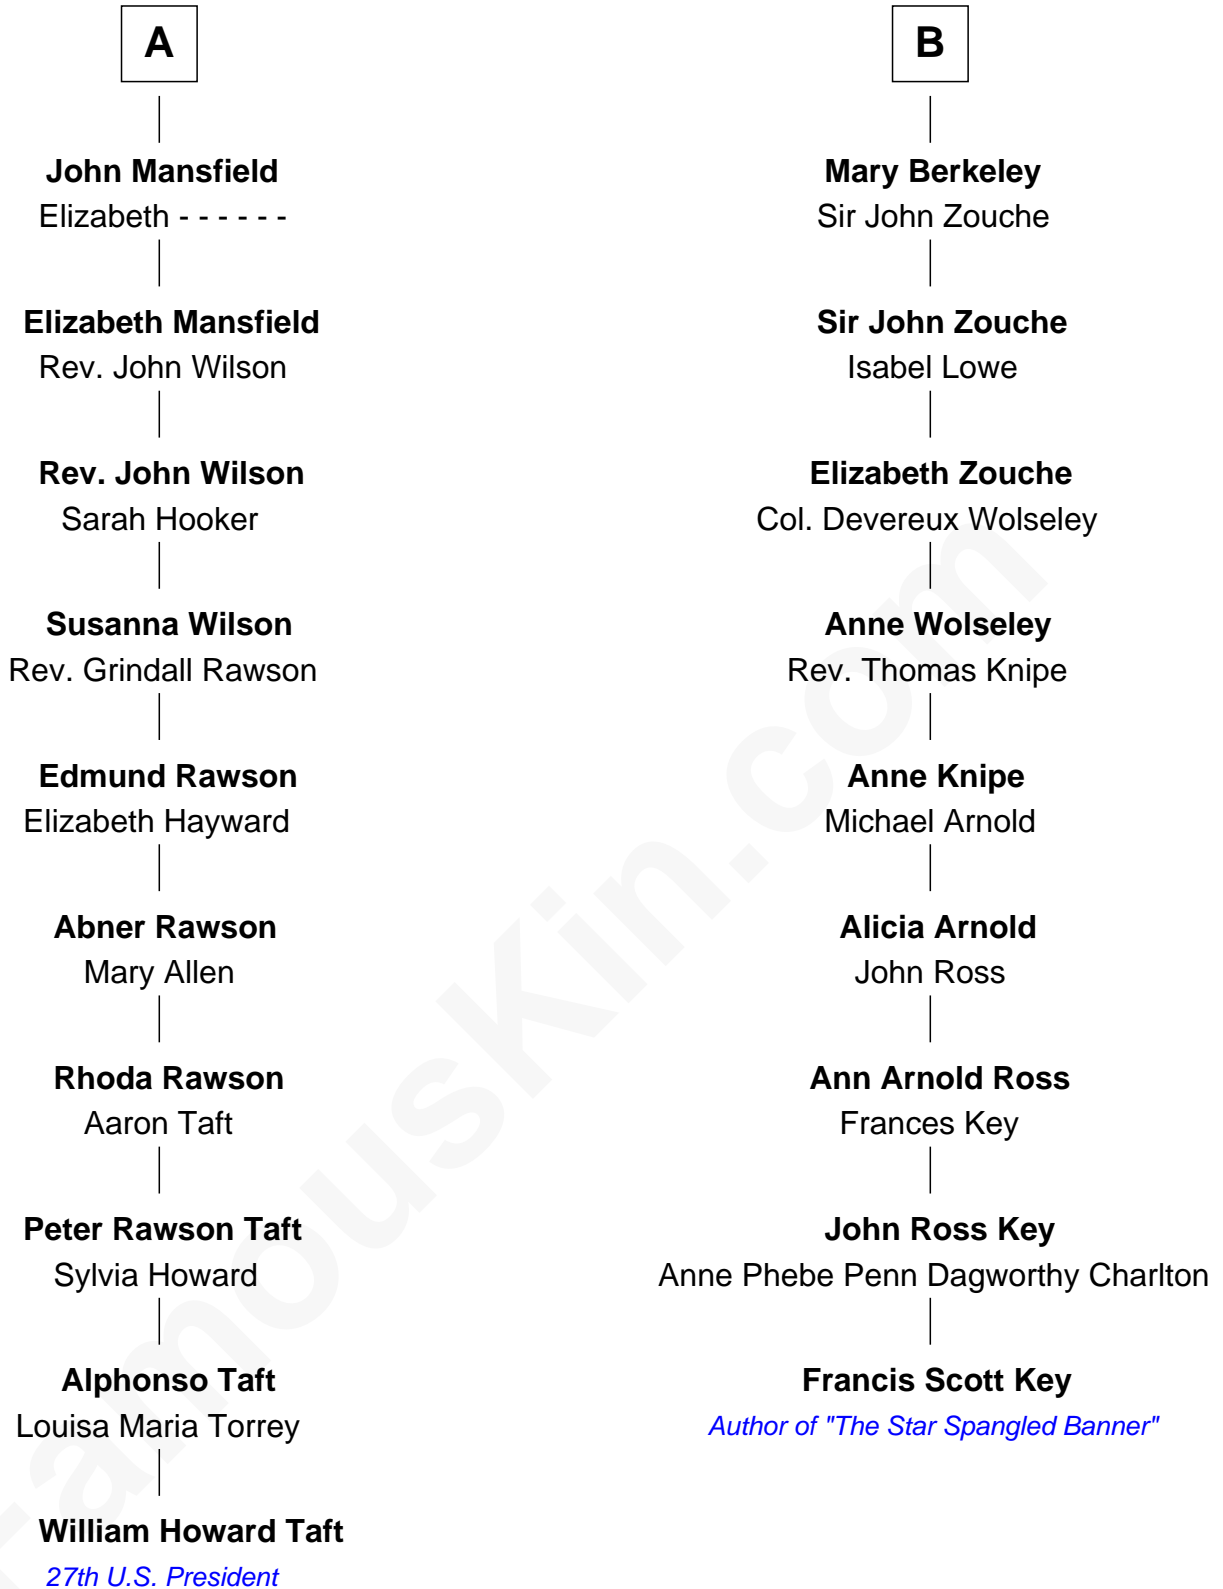 A
John Mansfield
Elizabeth - - - - - -
Elizabeth Mansfield
Rev. John Wilson
Rev. John Wilson
Sarah Hooker
Susanna Wilson
Rev. Grindall Rawson
Edmund Rawson
Elizabeth Hayward
Abner Rawson
Mary Allen
Rhoda Rawson
Aaron Taft
Peter Rawson Taft
Sylvia Howard
Alphonso Taft
Louisa Maria Torrey
William Howard Taft
27th U.S. President
B
Mary Berkeley
Sir John Zouche
Sir John Zouche
Isabel Lowe
Elizabeth Zouche
Col. Devereux Wolseley
Anne Wolseley
Rev. Thomas Knipe
Anne Knipe
Michael Arnold
Alicia Arnold
John Ross
Ann Arnold Ross
Frances Key
John Ross Key
Anne Phebe Penn Dagworthy Charlton
Francis Scott Key
Author of "The Star Spangled Banner"
FamousKin.com